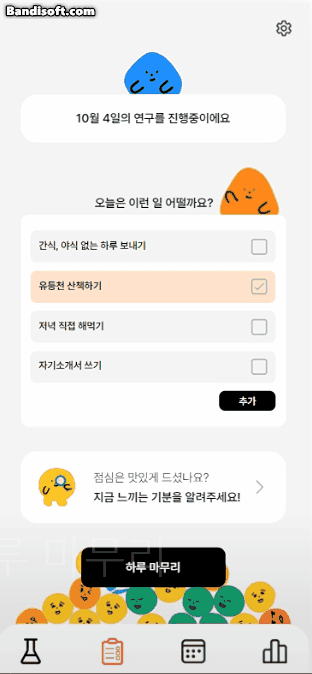 Bandisoft.com
10월 4일의 연구를 진행중이에요
오늘은 이런 일 어떨까요?
간식, 야식 없는 하루 보내기
유등천 산책하기
저녁 직접 해먹기
자기소개서 쓰기
추가
점심은 맛있게 드셨나요?
지금 느끼는 기분을 알려주세요!
루 마무리
하루 마무리